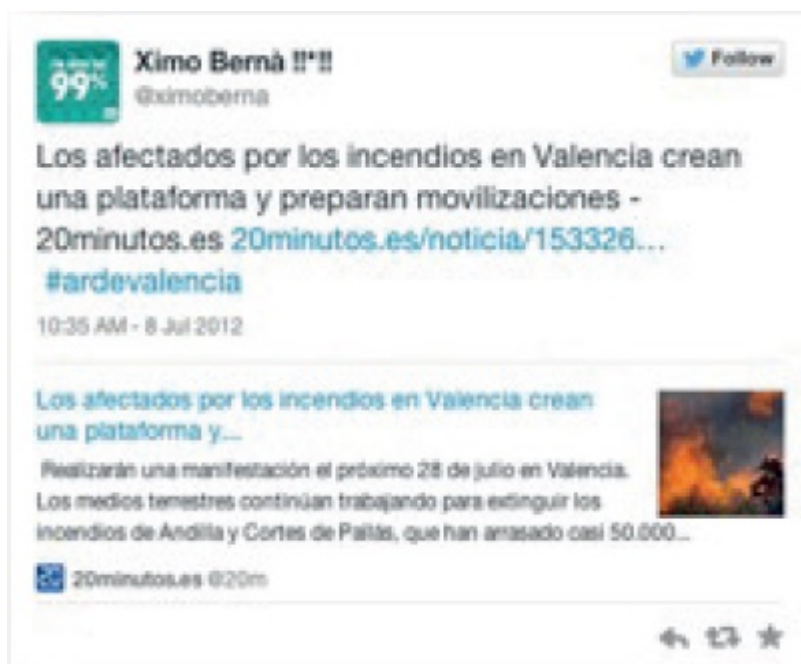 99%
Ximo Bernà !!*!!
Follow
@ximoberna
Los afectados por los incendios en Valencia crean
una plataforma y preparan movilizaciones -
20minutos.es 20minutos.es/noticia/153326...
#ardevalencia
10:35 AM - 8 Jul 2012
Los afectados por los incendios en Valencia crean
una plataforma y...
Realizarán una manifestación el próximo 28 de julio en Valencia.
Los medios terrestres continúan trabajando para extinguir los
incendios de Andilla y Cortes de Pallás, que han arrasado casi 50.000...
20minutos.es @20m